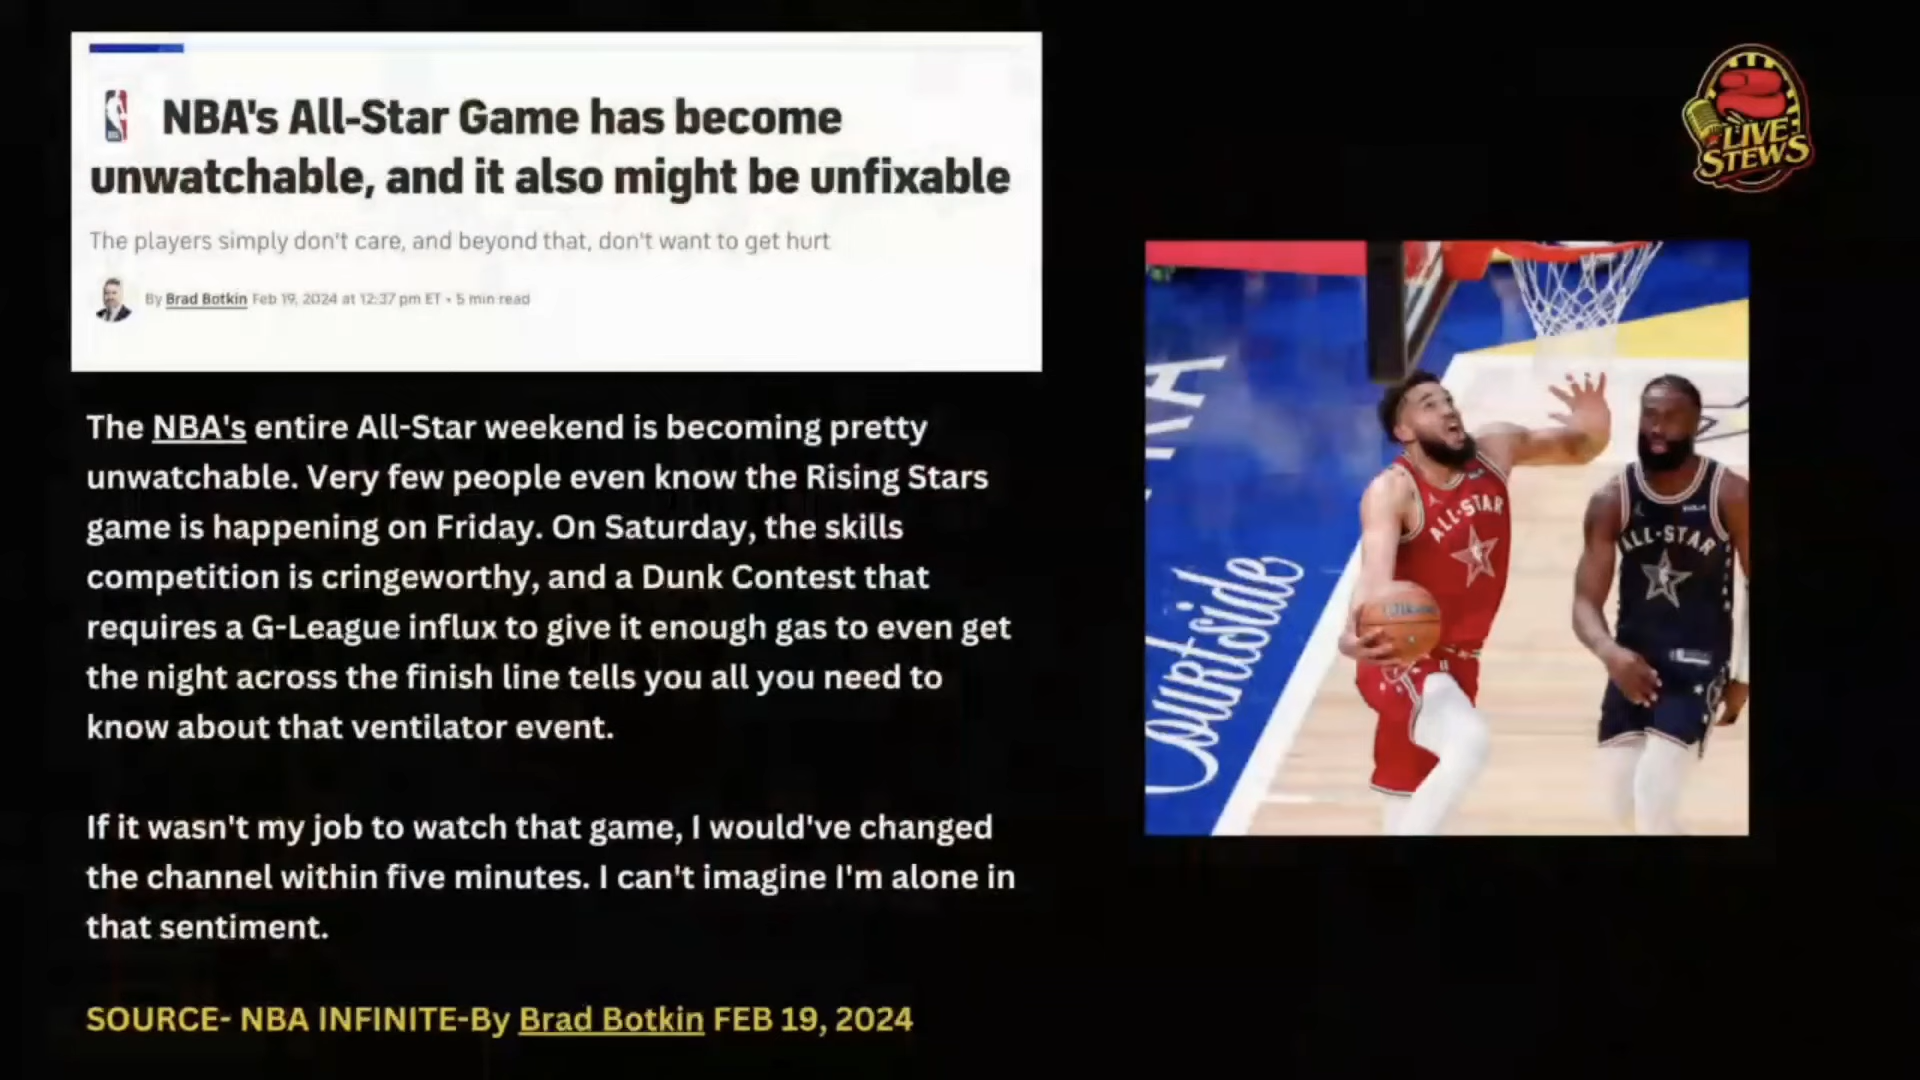 NBA's All-Star Game has become
unwatchable, and it also might be unfixable
The players simply don't care, and beyond that, don't want to get hurt
By Brad Botkin Feb 19, 2024 at 12:37 pm ET • 5 min read
The NBA's entire All-Star weekend is becoming pretty
unwatchable. Very few people even know the Rising Stars
game is happening on Friday. On Saturday, the skills
competition is cringeworthy, and a Dunk Contest that
requires a G-League influx to give it enough gas to even get
the night across the finish line tells you all you need to
know about that ventilator event.
If it wasn't my job to watch that game, I would've changed
the channel within five minutes. I can't imagine I'm alone in
that sentiment.
SOURCE- NBA INFINITE-By Brad Botkin FEB 19, 2024
LIVE
STEWS
ALL-STAR
ALL-STAR
Courtside